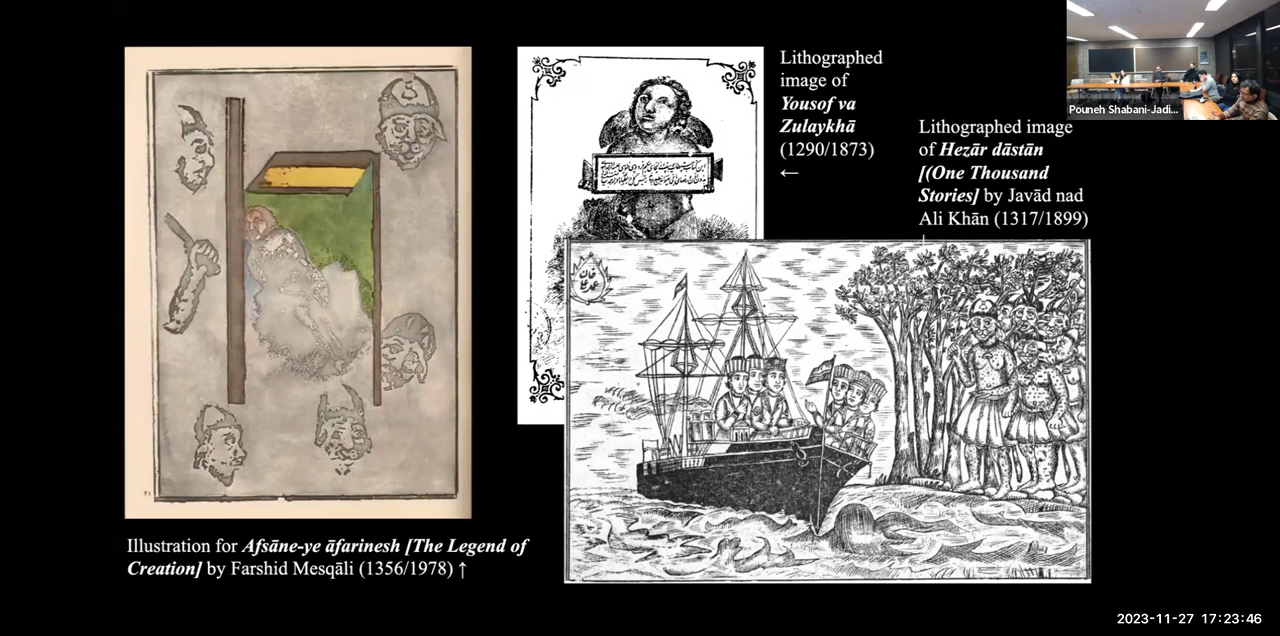 Lithographed
image of
Yousof va
Zulaykhā
(1290/1873)
←
Lithographed image
of Hezār dāstān
[(One Thousand
Stories] by Javād nad
Ali Khān (1317/1899)
Illustration for Afsāne-ye āfarinesh [The Legend of
Creation] by Farshid Mesqāli (1356/1978) ↑
Pouneh Shabani-Jadi...
2023-11-27 17:23:46